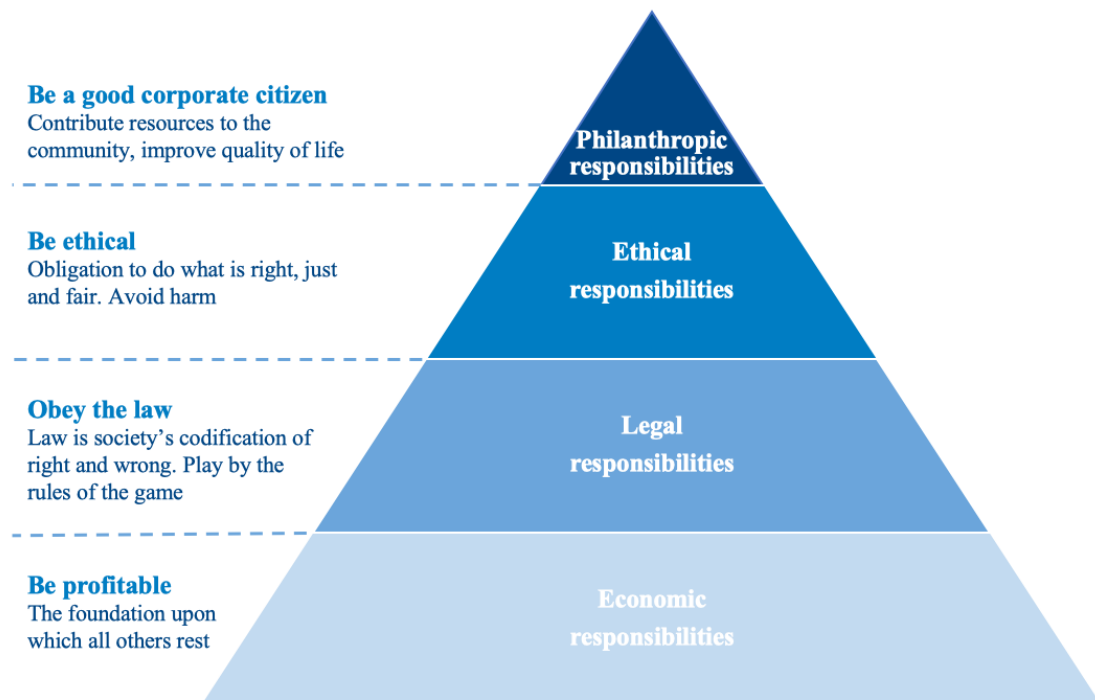 Be a good corporate citizen
Contribute resources to the
community, improve quality of life
Philanthropic
responsibilities
Be ethical
Obligation to do what is right, just
and fair. Avoid harm
Ethical
responsibilities
Obey the law
Law is society’s codification of
right and wrong. Play by the
rules of the game
Legal
responsibilities
Be profitable
The foundation upon
which all others rest
Economic
responsibilities